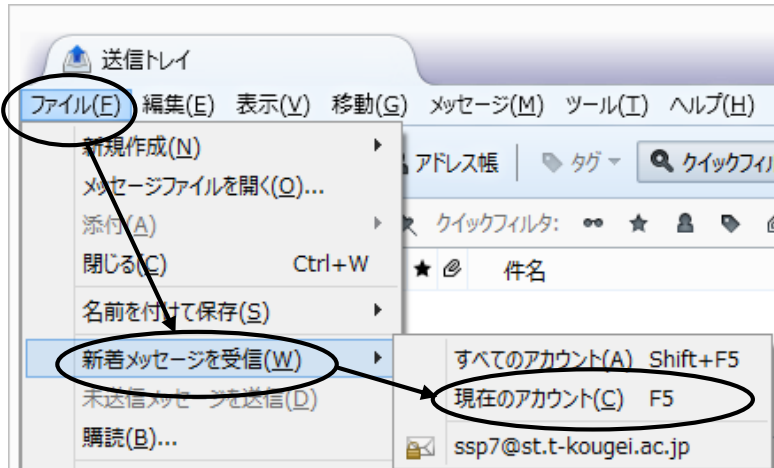 送信トレイ
ファイル(F) 編集(E) 表示(V) 移動(G) メッセージ(M) ツール(T) ヘルプ(H)
新規作成(N)
アドレス帳 タグ クイックフィル
メッセージファイルを開く(O)...
添付(A)
クイックフィルタ:
閉じる(C) Ctrl+W
件名
名前を付けて保存(S)
新着メッセージを受信(W)
すべてのアカウント(A) Shift+F5
未送信メッセージを送信(D)
現在のアカウント(C) F5
購読(B)...
ssp7@st.t-kougei.ac.jp